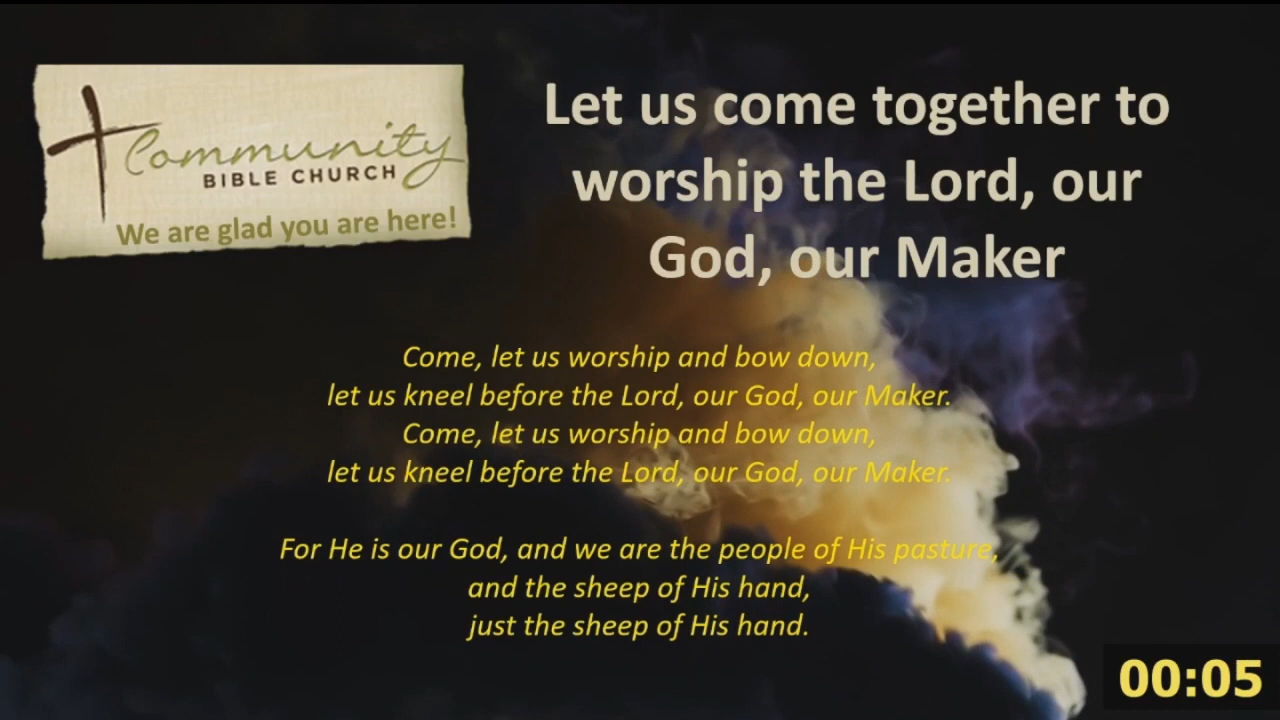 Community
BIBLE CHURCH
We are glad you are here!
Let us come together to
worship the Lord, our
God, our Maker
Come, let us worship and bow down,
let us kneel before the Lord, our God, our Maker.
Come, let us worship and bow down,
let us kneel before the Lord, our God, our Maker.
For He is our God, and we are the people of His pasture,
and the sheep of His hand,
just the sheep of His hand.
00:05